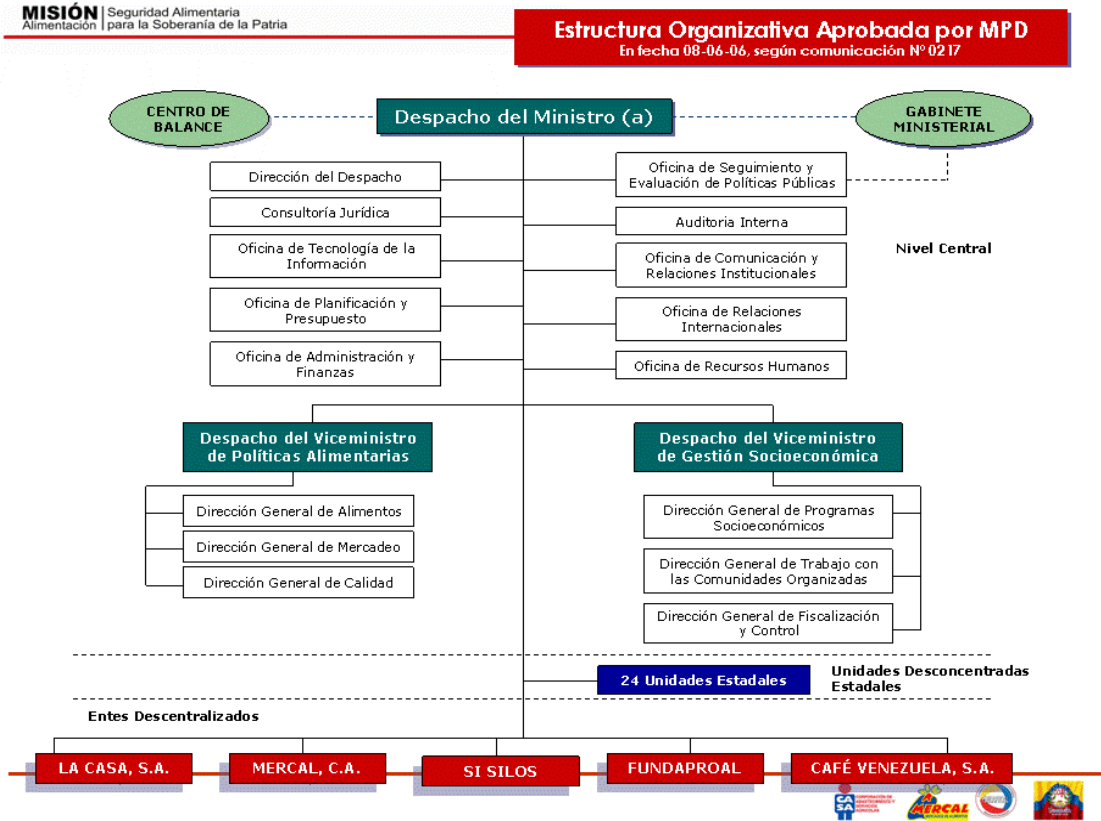 MISIÓN
Alimentación
Seguridad Alimentaria
para la Soberanía de la Patria
Estructura Organizativa Aprobada por MPD
En fecha 08-06-06, según comunicación Nº 0217
CENTRO DE
BALANCE
Despacho del Ministro (a)
GABINETE
MINISTERIAL
Dirección del Despacho
Oficina de Seguimiento y
Evaluación de Políticas Públicas
Consultoría Jurídica
Auditoria Interna
Oficina de Tecnología de la
Información
Oficina de Comunicación y
Relaciones Institucionales
Nivel Central
Oficina de Planificación y
Presupuesto
Oficina de Relaciones
Internacionales
Oficina de Administración y
Finanzas
Oficina de Recursos Humanos
Despacho del Viceministro
de Políticas Alimentarias
Despacho del Viceministro
de Gestión Socioeconómica
Dirección General de Alimentos
Dirección General de Mercadeo
Dirección General de Calidad
Dirección General de Programas
Socioeconómicos
Dirección General de Trabajo con
las Comunidades Organizadas
Dirección General de Fiscalización
y Control
24 Unidades Estadales
Unidades Desconcentradas
Estadales
Entes Descentralizados
LA CASA, S.A.
MERCAL, C.A.
SI SILOS
FUNDAPROAL
CAFÉ VENEZUELA, S.A.
CASA
MERCAL